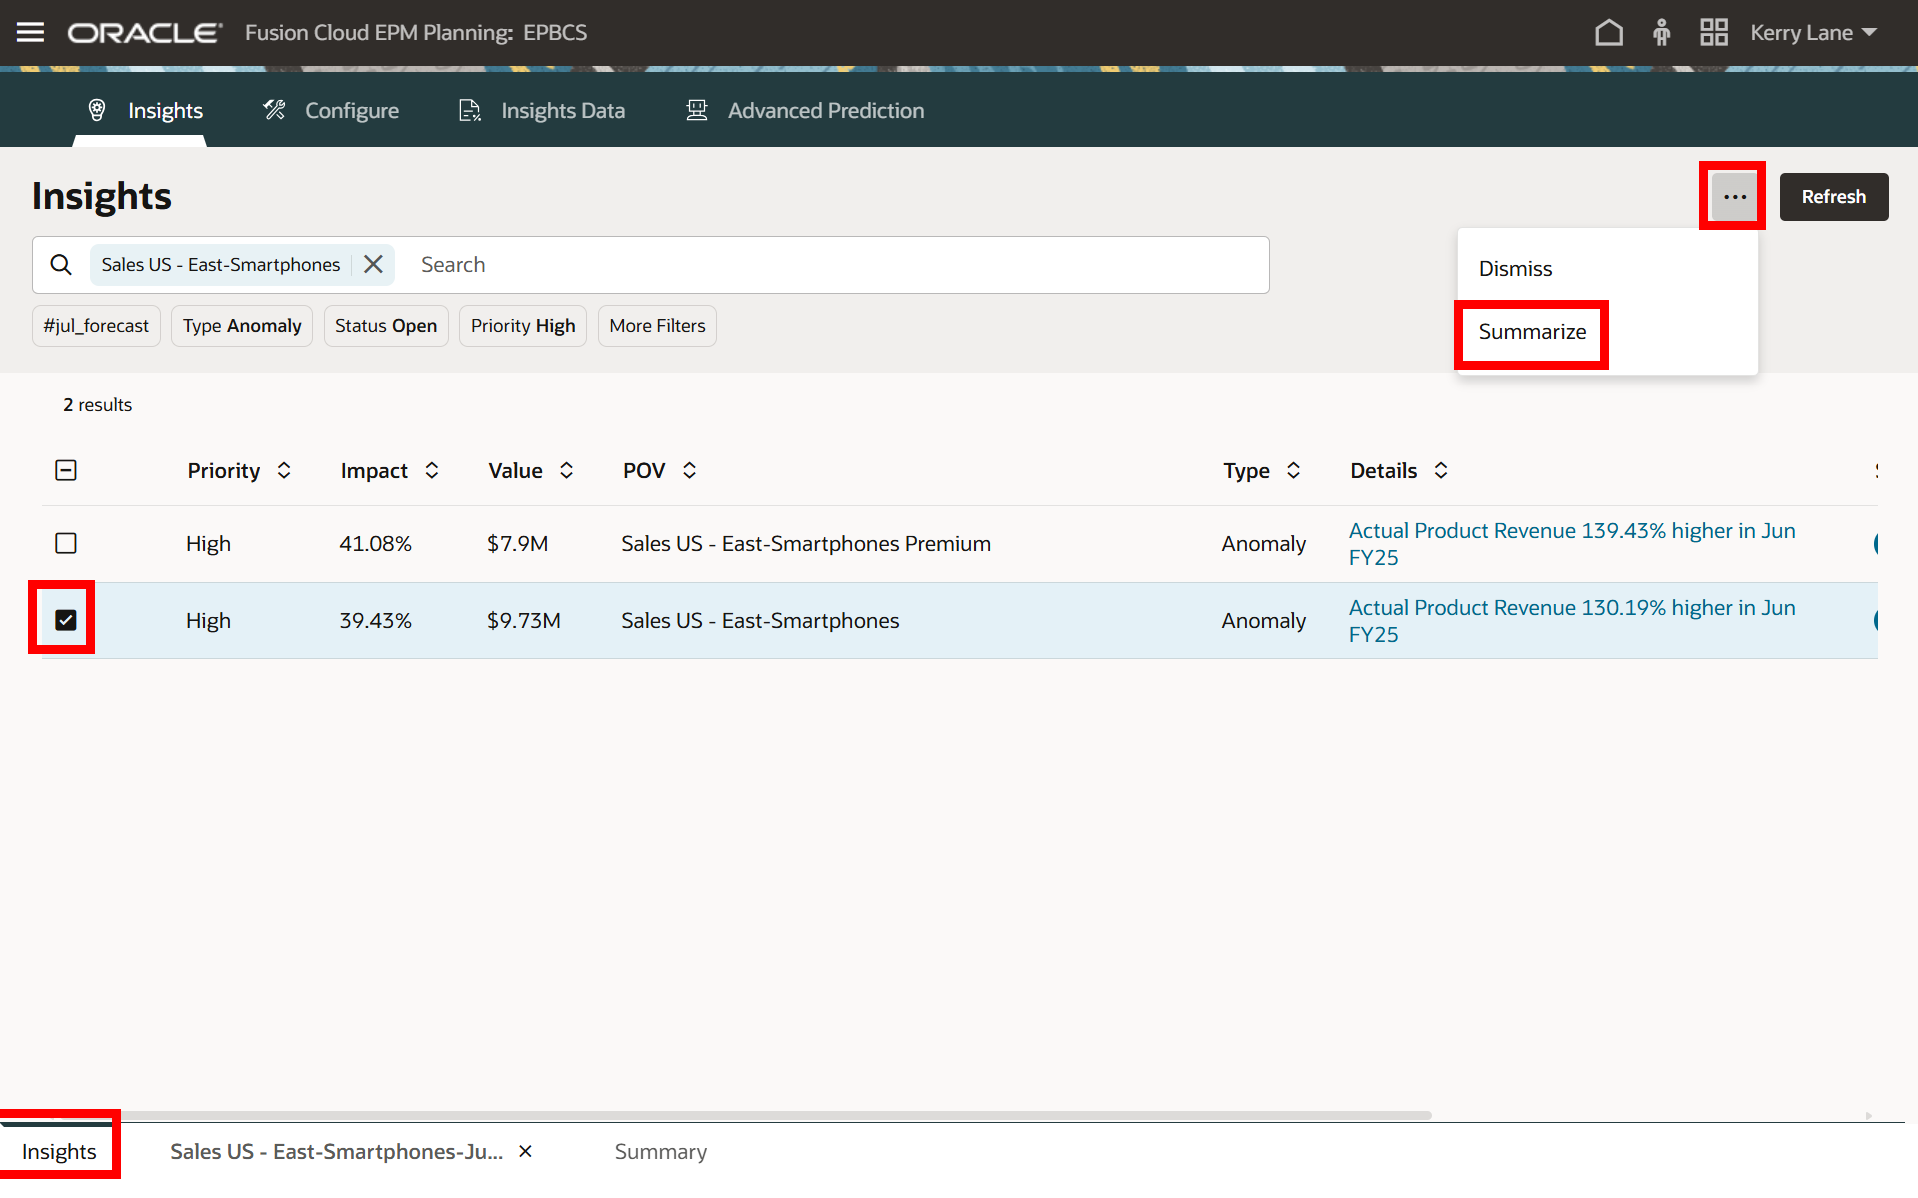 ORACLE Fusion Cloud EPM Planning: EPBCS Kerry Lane
Insights Configure Insights Data Advanced Prediction
Insights
... Refresh
Sales US - East-Smartphones Search
Dismiss
#jul_forecast Type Anomaly Status Open Priority High More Filters
Summarize
2 results
Priority Impact Value POV Type Details
High 41.08% $7.9M Sales US - East-Smartphones Premium Anomaly Actual Product Revenue 139.43% higher in Jun
FY25
High 39.43% $9.73M Sales US - East-Smartphones Anomaly Actual Product Revenue 130.19% higher in Jun
FY25
Insights Sales US - East-Smartphones-Ju... Summary